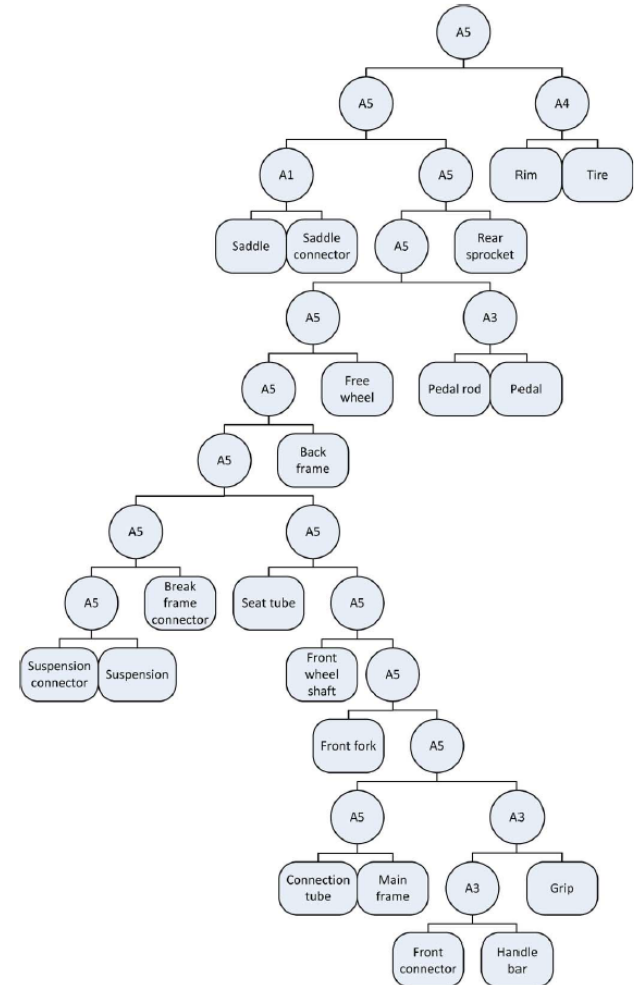 A5
A5
A4
A1
A5
Rim
Tire
Saddle
Saddle
connector
A5
Rear
sprocket
A5
A3
A5
Free
wheel
Pedal rod
Pedal
A5
Back
frame
A5
A5
A5
Break
frame
connector
Seat tube
A5
Suspension
connector
Suspension
Front
wheel
shaft
A5
Front fork
A5
A5
A3
Connection
tube
Main
frame
A3
Grip
Front
connector
Handle
bar